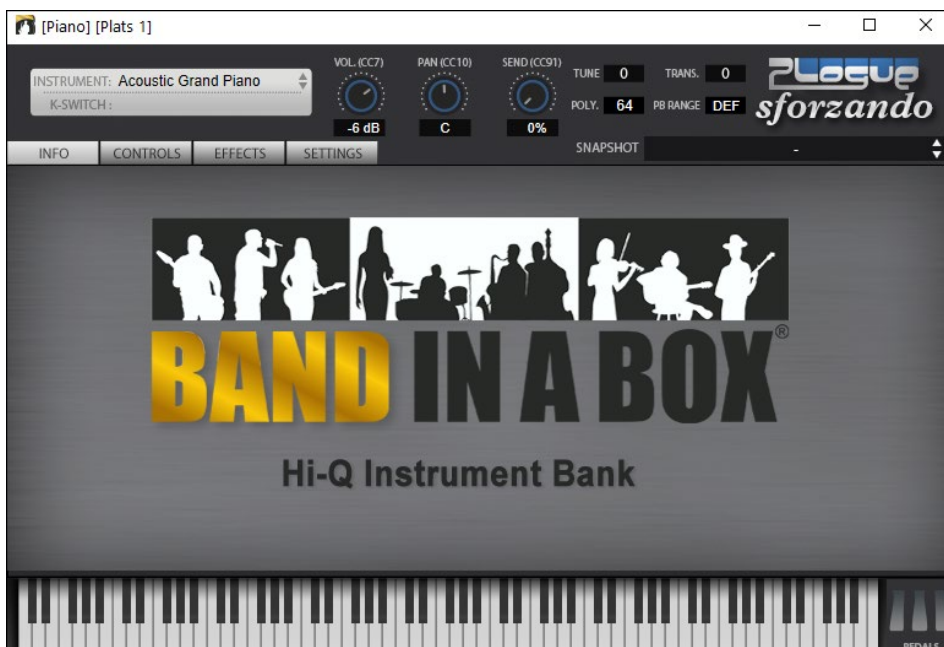 [Piano] [Plats 1]
INSTRUMENT: Acoustic Grand Piano
K-SWITCH :
VOL. (CC7)
PAN (CC10)
SEND (CC91)
-6 dB
C
0%
TUNE 0
TRANS. 0
POLY. 64
PB RANGE DEF
Plogue
sforzando
INFO
CONTROLS
EFFECTS
SETTINGS
SNAPSHOT -
BAND IN A BOX®
Hi-Q Instrument Bank
PEDALS